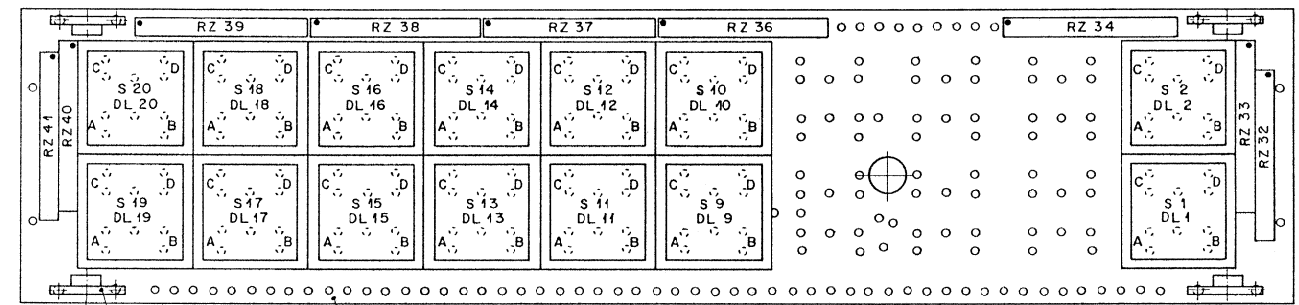 RZ 39 RZ 38 RZ 37 RZ 36 RZ 34
RZ 41
RZ 40
C D
S 20
DL 20
A B
C D
S 18
DL 18
A B
C D
S 16
DL 16
A B
C D
S 14
DL 14
A B
C D
S 12
DL 12
A B
C D
S 10
DL 10
A B
C D
S 2
DL 2
A B
RZ 33
RZ 32
C D
S 19
DL 19
A B
C D
S 17
DL 17
A B
C D
S 15
DL 15
A B
C D
S 13
DL 13
A B
C D
S 11
DL 11
A B
C D
S 9
DL 9
A B
C D
S 1
DL 1
A B